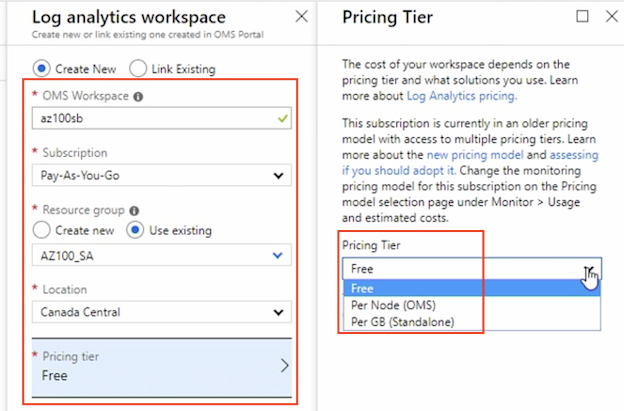 Log analytics workspace
Create new or link existing one created in OMS Portal
Create New
Link Existing
* OMS Workspace
az100sb
* Subscription
Pay-As-You-Go
* Resource group
Create new
Use existing
AZ100_SA
* Location
Canada Central
* Pricing tier
Free
Pricing Tier
The cost of your workspace depends on the
pricing tier and what solutions you use. Learn
more about Log Analytics pricing.
This subscription is currently in an older pricing
model with access to multiple pricing tiers. Learn
more about the new pricing model and assessing
if you should adopt it. Change the monitoring
pricing model for this subscription on the Pricing
model selection page under Monitor > Usage
and estimated costs.
Pricing Tier
Free
Free
Per Node (OMS)
Per GB (Standalone)